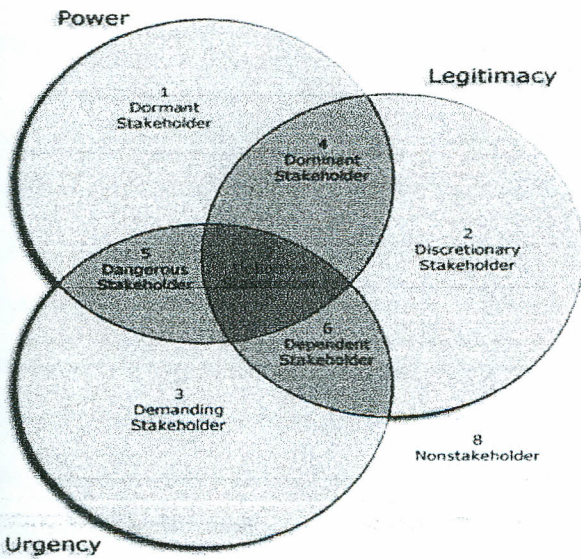 Power
Legitimacy
1
Dormant
Stakeholder
4
Dominant
Stakeholder
2
Discretionary
Stakeholder
5
Dangerous
Stakeholder
6
Dependent
Stakeholder
3
Demanding
Stakeholder
8
Nonstakeholder
Urgency